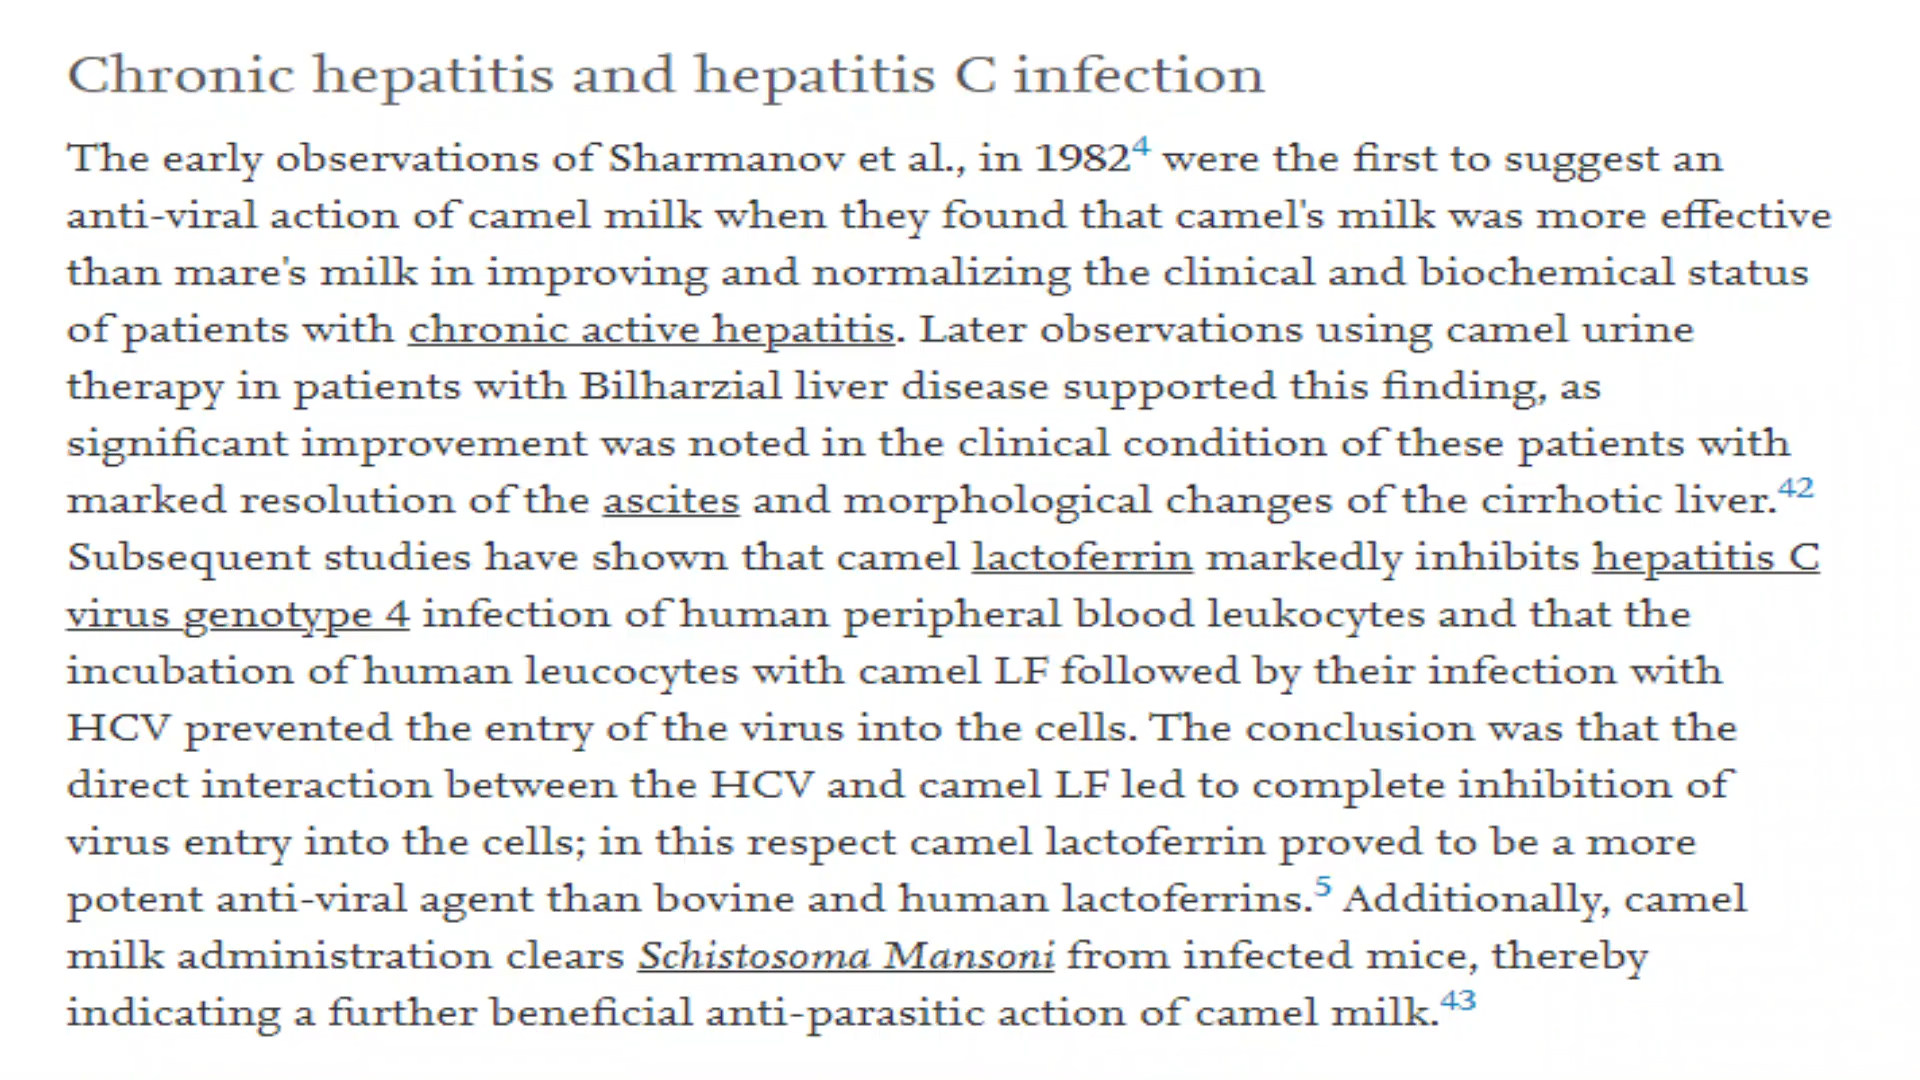 Chronic hepatitis and hepatitis C infection
The early observations of Sharmanov et al., in 1982⁴ were the first to suggest an
anti-viral action of camel milk when they found that camel's milk was more effective
than mare's milk in improving and normalizing the clinical and biochemical status
of patients with chronic active hepatitis. Later observations using camel urine
therapy in patients with Bilharzial liver disease supported this finding, as
significant improvement was noted in the clinical condition of these patients with
marked resolution of the ascites and morphological changes of the cirrhotic liver.⁴²
Subsequent studies have shown that camel lactoferrin markedly inhibits hepatitis C
virus genotype 4 infection of human peripheral blood leukocytes and that the
incubation of human leucocytes with camel LF followed by their infection with
HCV prevented the entry of the virus into the cells. The conclusion was that the
direct interaction between the HCV and camel LF led to complete inhibition of
virus entry into the cells; in this respect camel lactoferrin proved to be a more
potent anti-viral agent than bovine and human lactoferrins.⁵ Additionally, camel
milk administration clears Schistosoma Mansoni from infected mice, thereby
indicating a further beneficial anti-parasitic action of camel milk.⁴³